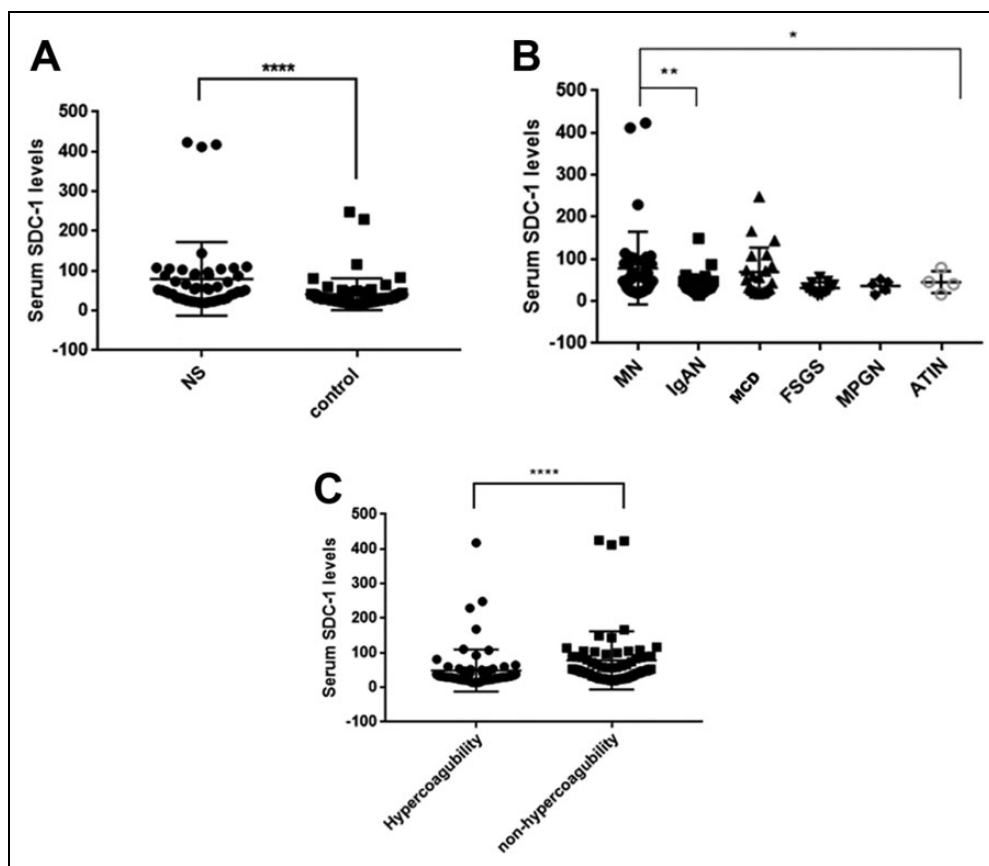 A
****
Serum SDC-1 levels
500
400
300
200
100
0
-100
NS
control
B
*
**
Serum SDC-1 levels
500
400
300
200
100
0
-100
MN
IgAN
MCD
FSGS
MPGN
ATIN
C
****
Serum SDC-1 levels
500
400
300
200
100
0
-100
Hypercoagubility
non-hypercoagubility